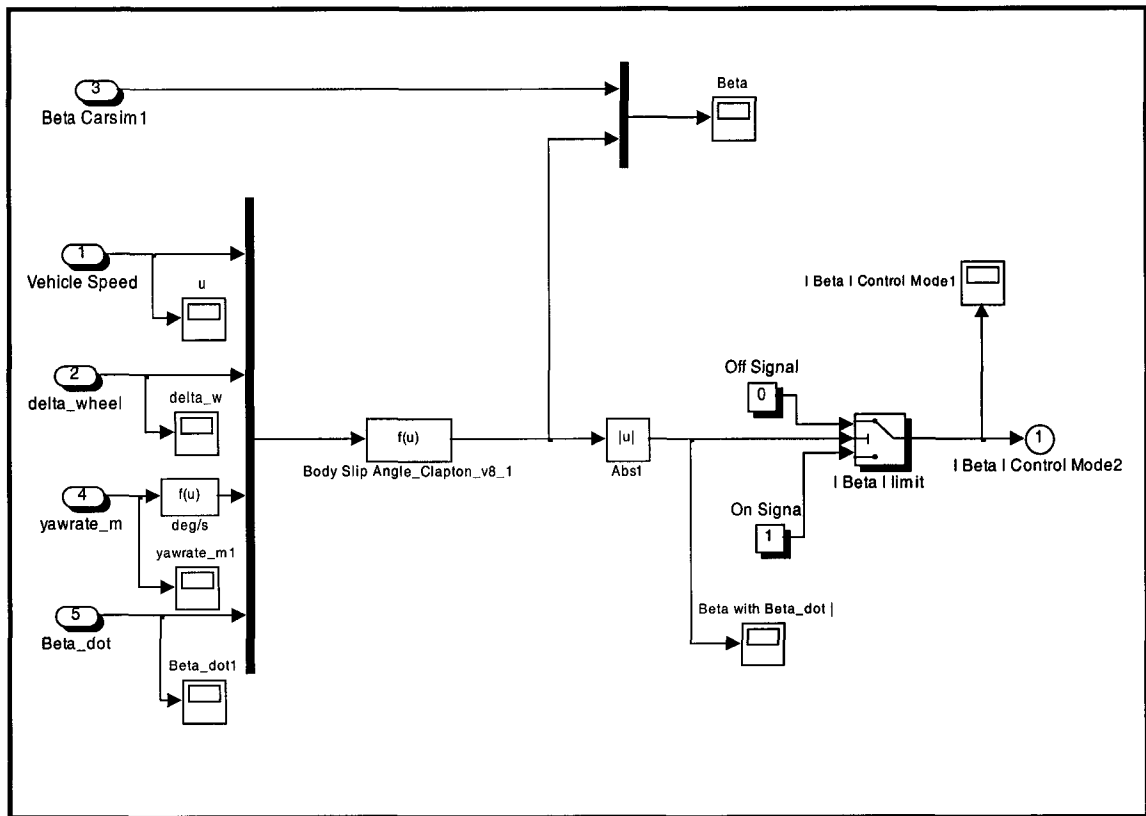 3
Beta Carsim1
Beta
1
Vehicle Speed
u
2
delta_wheel
delta_w
4
yawrate_m
f(u)
deg/s
yawrate_m1
5
Beta_dot
Beta_dot1
f(u)
Body Slip Angle_Clapton_v8_1
|u|
Abs1
Off Signal
0
On Signal
1
| Beta | limit
| Beta | Control Mode1
1
| Beta | Control Mode2
Beta with Beta_dot |